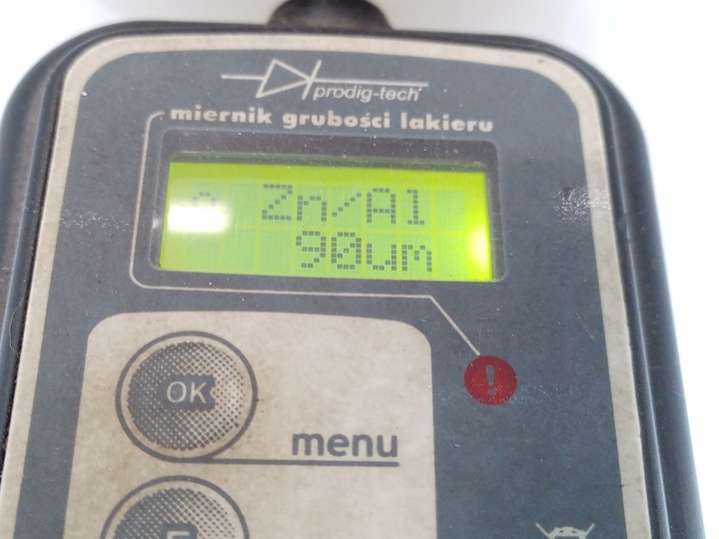 prodig-tech
miernik grubości lakieru
Zn/Al
90um
!
OK
menu